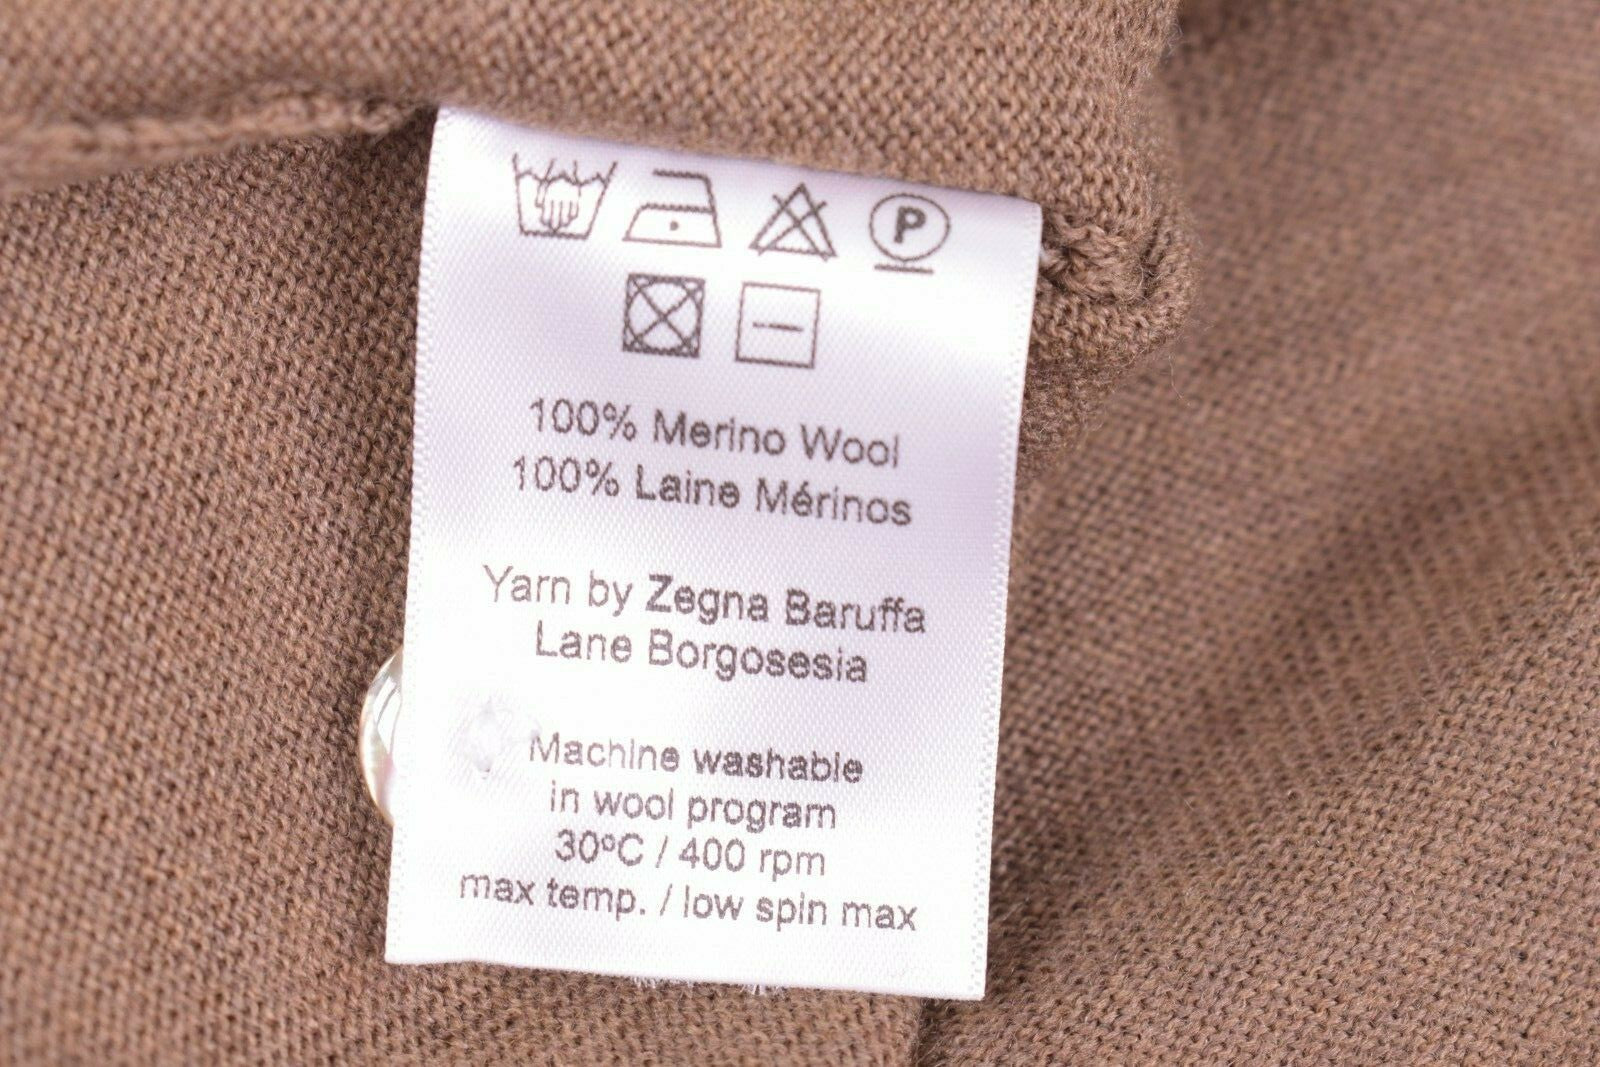 P
100% Merino Wool
100% Laine Mérinos
Yarn by Zegna Baruffa
Lane Borgosesia
Machine washable
in wool program
30ºC / 400 rpm
max temp. / low spin max